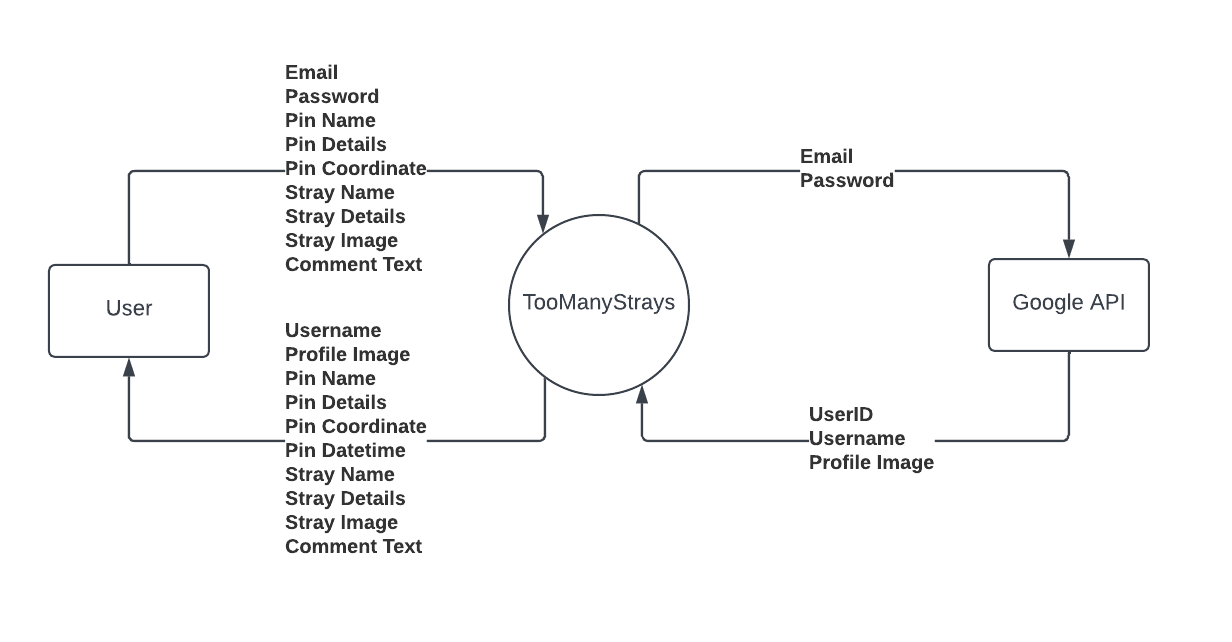 Email
Password
Pin Name
Pin Details
Pin Coordinate
Stray Name
Stray Details
Stray Image
Comment Text
Email
Password
User
TooManyStrays
Google API
Username
Profile Image
Pin Name
Pin Details
Pin Coordinate
Pin Datetime
Stray Name
Stray Details
Stray Image
Comment Text
UserID
Username
Profile Image